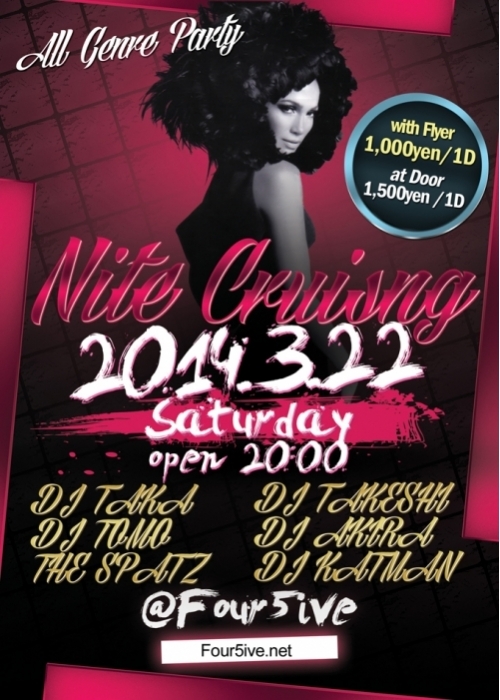 All Genre Party
with Flyer
1,000yen/1D
at Door
1,500yen /1D
Nite Cruisng
2014.3.22
Saturday
open 20:00
DJ TAKA
DJ TAKESHI
DJ TOMO
DJ AKIRA
THE SPATZ
DJ KATMAN
@Four5ive
Four5ive.net